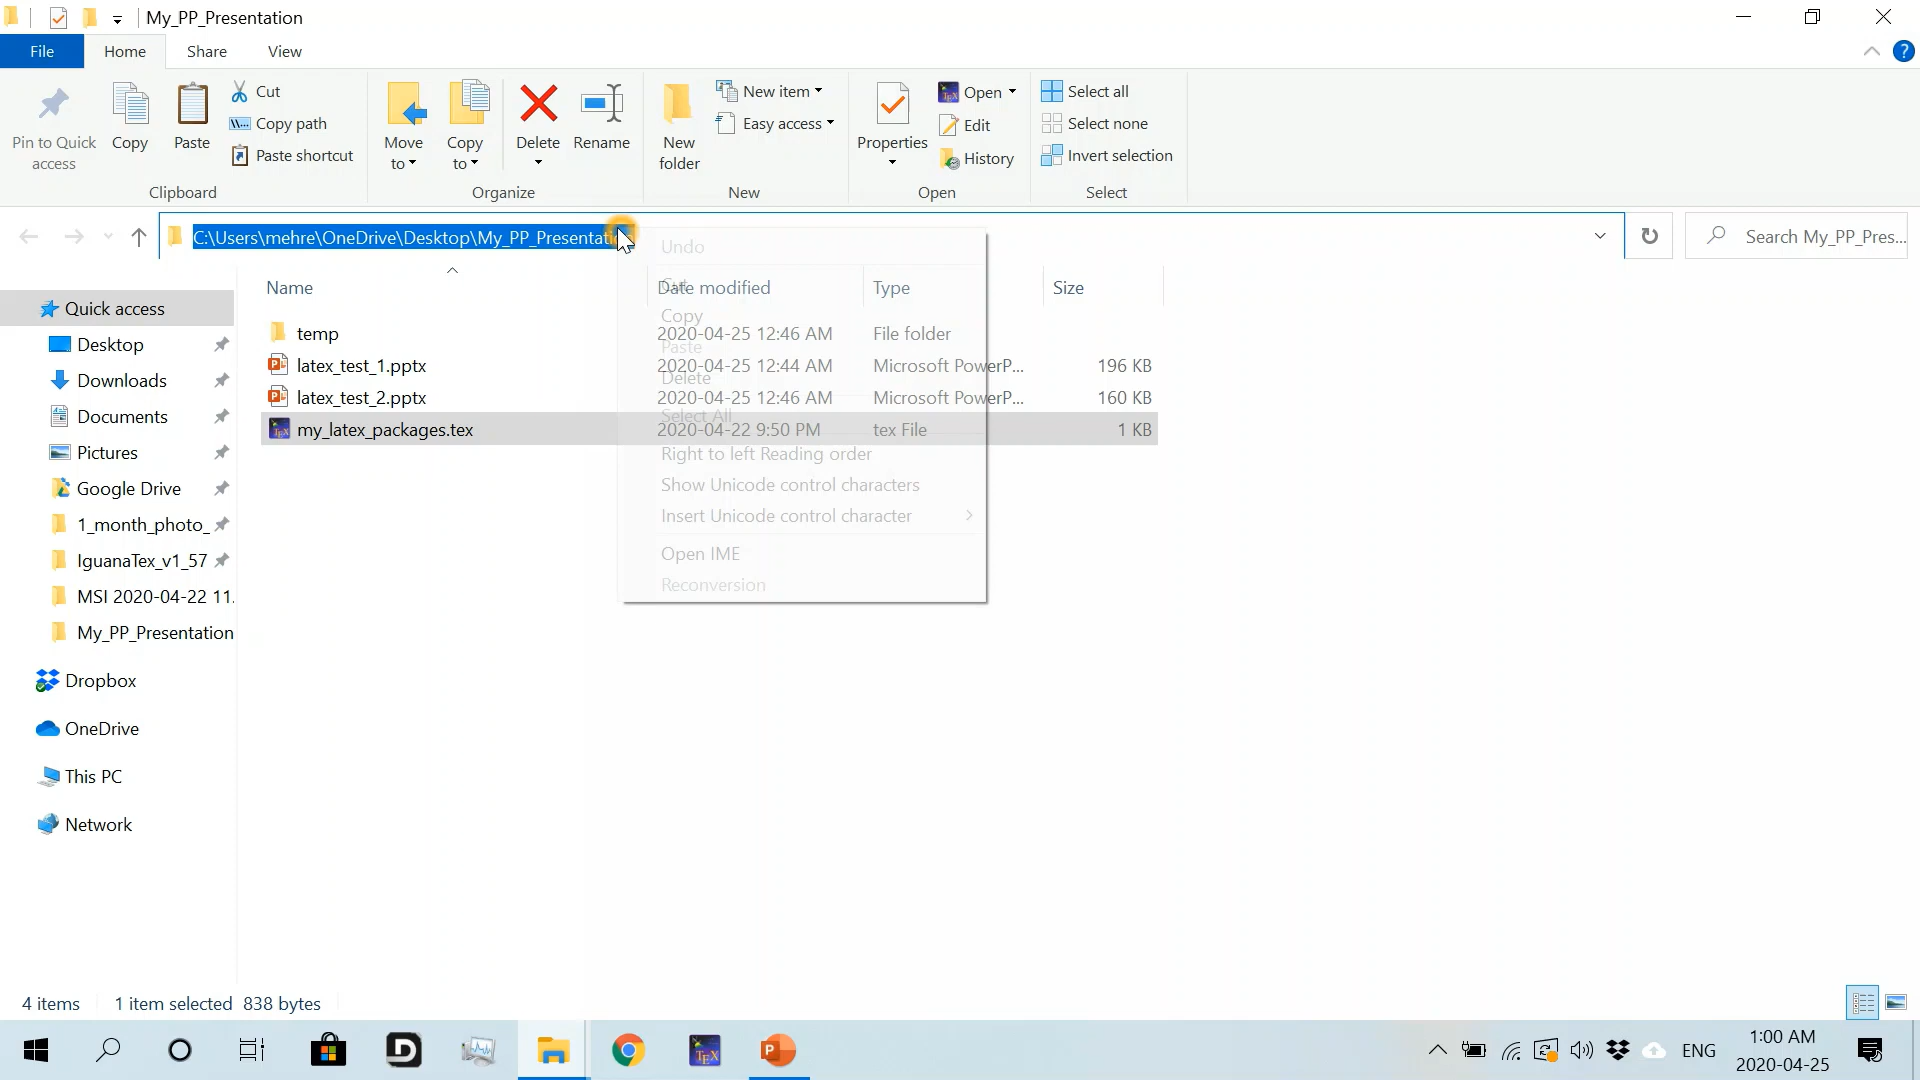 My_PP_Presentation
File Home Share View
Pin to Quick access
Copy
Paste
Cut
Copy path
Paste shortcut
Clipboard
Move to
Copy to
Delete
Rename
Organize
New folder
New item
Easy access
New
Properties
Open
Edit
History
Open
Select all
Select none
Invert selection
Select
C:\Users\mehre\OneDrive\Desktop\My_PP_Presentati
Search My_PP_Pres...
Name Date modified Type Size
temp 2020-04-25 12:46 AM File folder
latex_test_1.pptx 2020-04-25 12:44 AM Microsoft PowerP... 196 KB
latex_test_2.pptx 2020-04-25 12:46 AM Microsoft PowerP... 160 KB
my_latex_packages.tex 2020-04-22 9:50 PM tex File 1 KB
Undo
Cut
Copy
Paste
Delete
Select All
Right to left Reading order
Show Unicode control characters
Insert Unicode control character
Open IME
Reconversion
Quick access
Desktop
Downloads
Documents
Pictures
Google Drive
1_month_photo_
IguanaTex_v1_57
MSI 2020-04-22 11.
My_PP_Presentation
Dropbox
OneDrive
This PC
Network
4 items 1 item selected 838 bytes
TEX
ENG
1:00 AM
2020-04-25